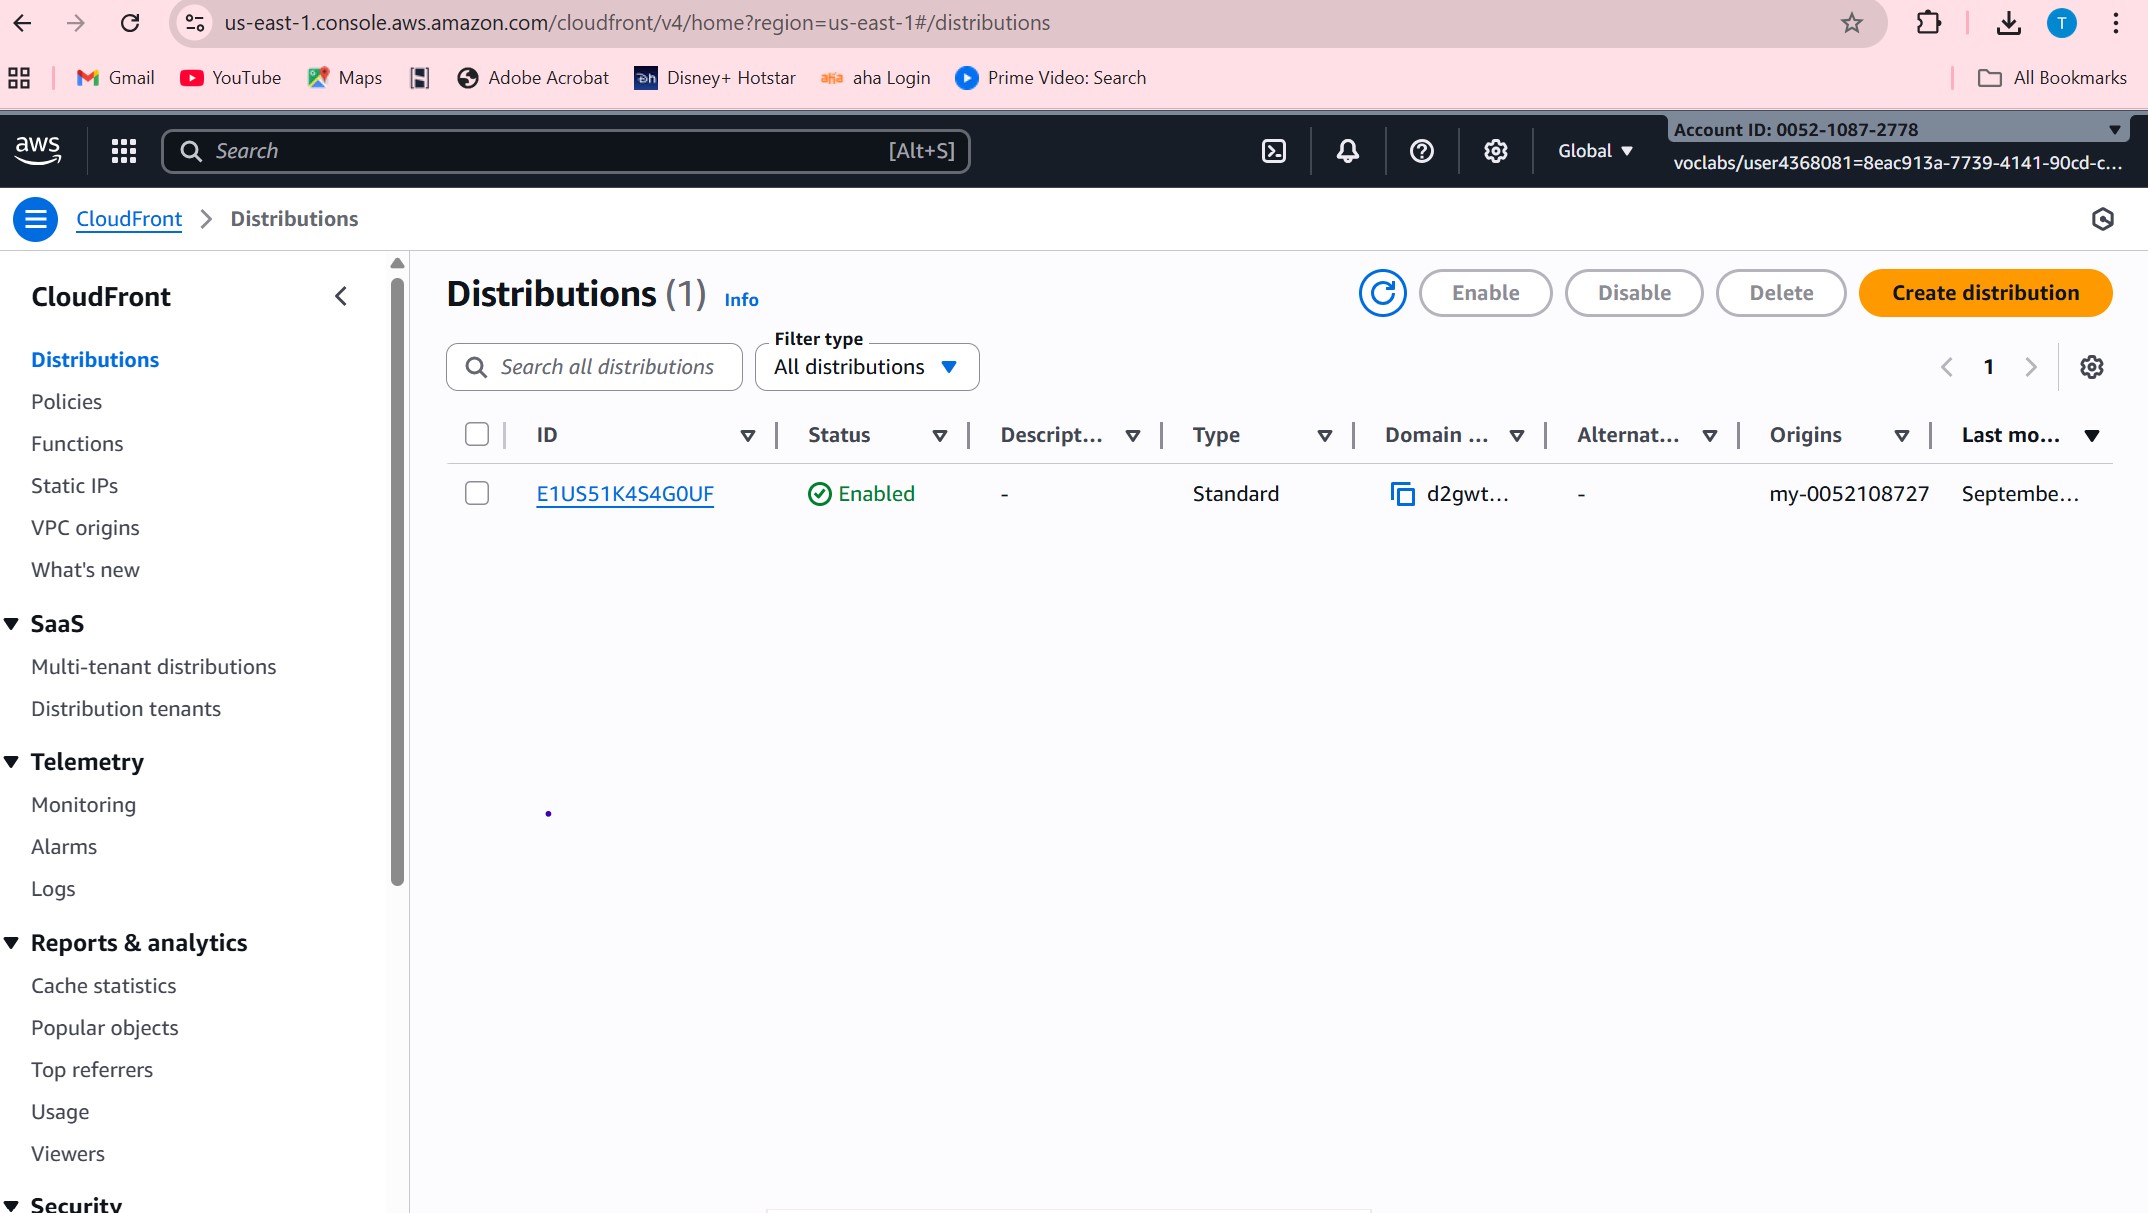 us-east-1.console.aws.amazon.com/cloudfront/v4/home?region=us-east-1#/distributions
T
Gmail
YouTube
Maps
Adobe Acrobat
Disney+ Hotstar
aha Login
Prime Video: Search
All Bookmarks
aws
Search
[Alt+S]
Global
Account ID: 0052-1087-2778
voclabs/user4368081=8eac913a-7739-4141-90cd-c...
CloudFront
Distributions
CloudFront
Distributions
Policies
Functions
Static IPs
VPC origins
What's new
SaaS
Multi-tenant distributions
Distribution tenants
Telemetry
Monitoring
Alarms
Logs
Reports & analytics
Cache statistics
Popular objects
Top referrers
Usage
Viewers
Security
Distributions (1) Info
Enable
Disable
Delete
Create distribution
Search all distributions
Filter type
All distributions
1
ID Status Descript... Type Domain ... Alternat... Origins Last mo...
E1US51K4S4G0UF Enabled - Standard d2gwt... - my-0052108727 Septembe...